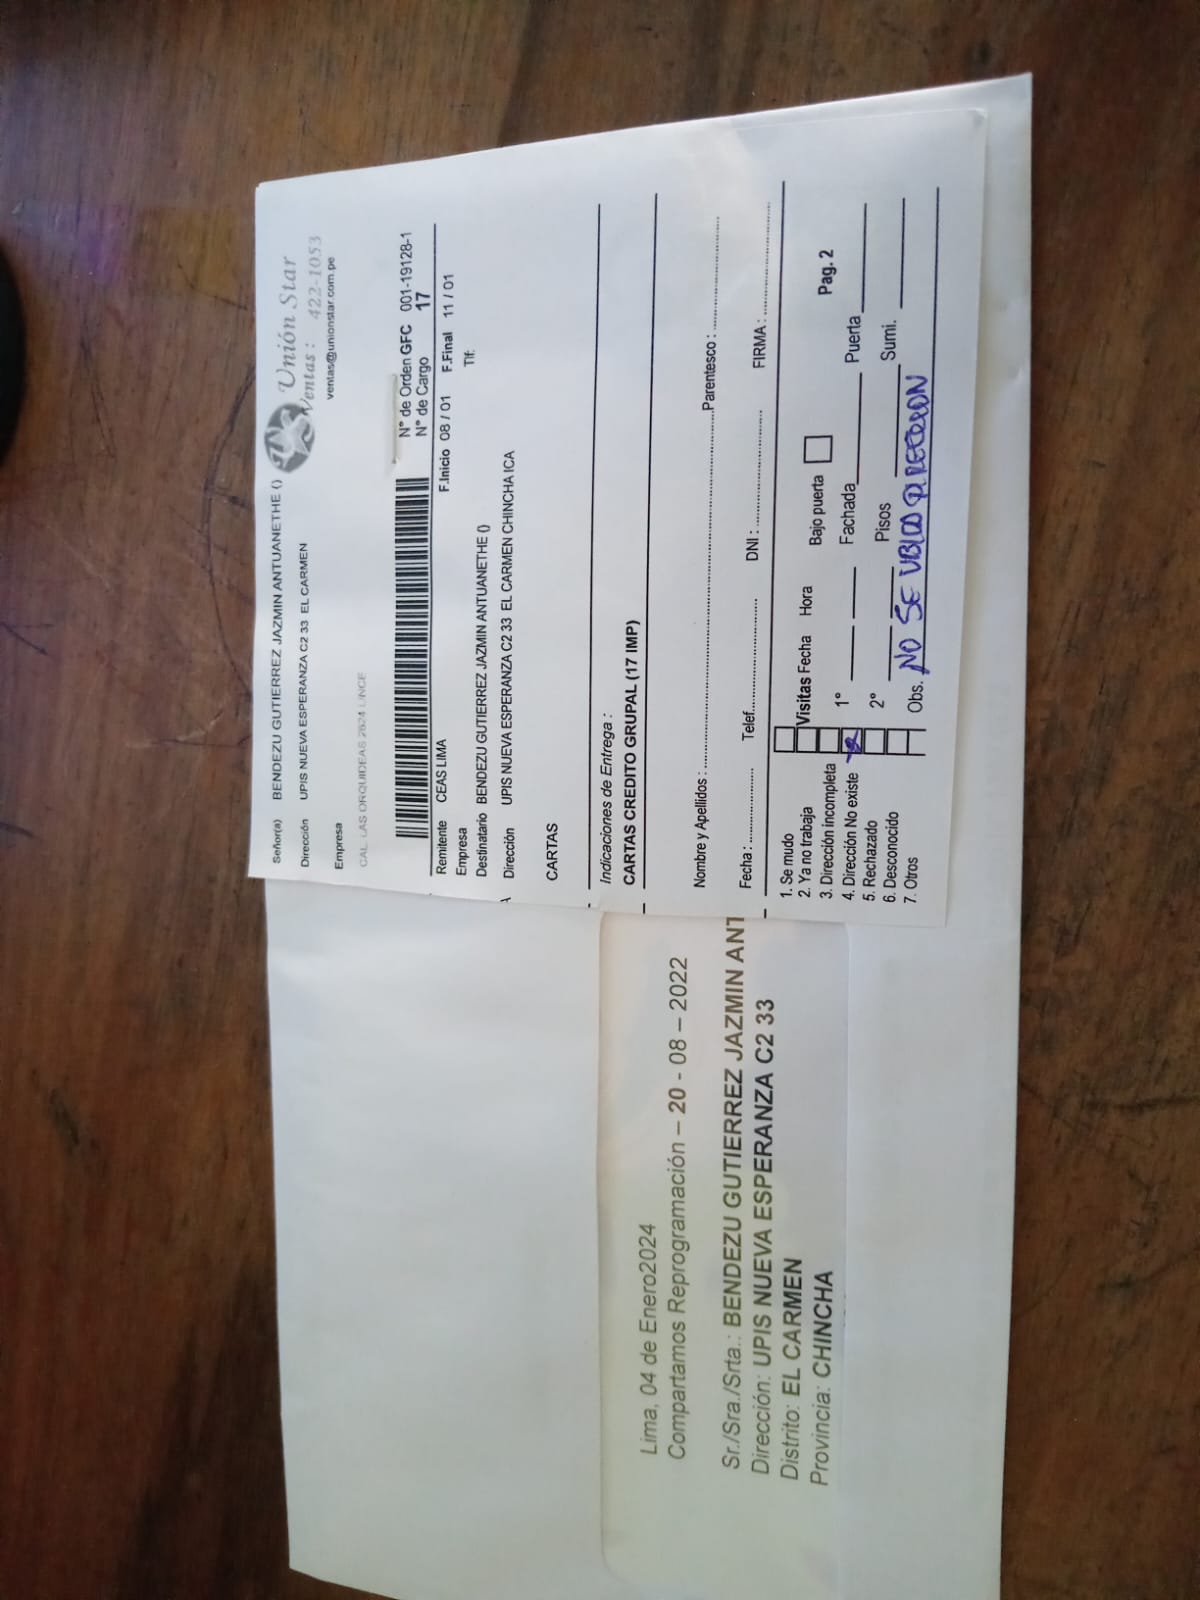 Señor(a) BENDEZU GUTIERREZ JAZMIN ANTUANETHE ()
Dirección UPIS NUEVA ESPERANZA C2 33 EL CARMEN
Empresa
CAL. LAS ORQUIDEAS 2624 LINCE
Unión Star
Ventas : 422-1053
ventas@unionstar.com.pe
N° de Orden GFC 001-19128-1
N° de Cargo 17
Remitente CEAS LIMA F.Inicio 08 / 01 F.Final 11 / 01
Empresa Tlf:
Destinatario BENDEZU GUTIERREZ JAZMIN ANTUANETHE ()
Dirección UPIS NUEVA ESPERANZA C2 33 EL CARMEN CHINCHA ICA
CARTAS
Indicaciones de Entrega :
CARTAS CREDITO GRUPAL (17 IMP)
Nombre y Apellidos : Parentesco :
Fecha : Telef. DNI : FIRMA :
1. Se mudo
2. Ya no trabaja Visitas Fecha Hora Bajo puerta Pag. 2
3. Dirección incompleta
4. Dirección No existe 1° Fachada Puerta
5. Rechazado
6. Desconocido 2° Pisos Sumi.
7. Otros Obs. NO SE UBICO DIRECCION
Lima, 04 de Enero2024
Compartamos Reprogramación – 20 - 08 – 2022
Sr./Sra./Srta.: BENDEZU GUTIERREZ JAZMIN ANT
Dirección: UPIS NUEVA ESPERANZA C2 33
Distrito: EL CARMEN
Provincia: CHINCHA